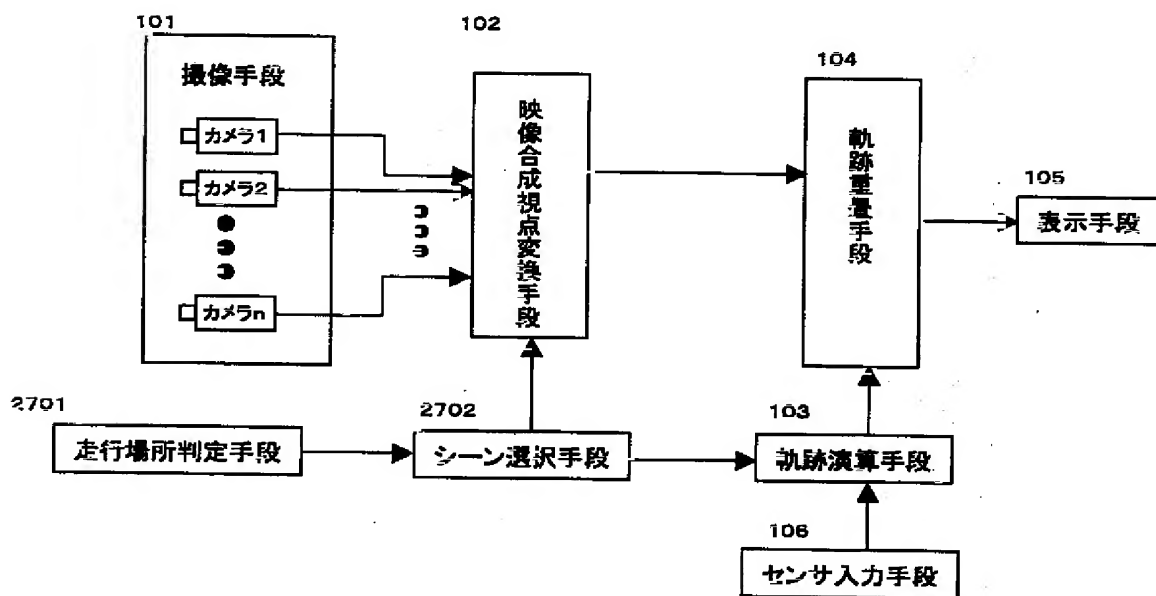 101
撮像手段
カメラ1
カメラ2
カメラn
102
映像合成視点変換手段
104
軌跡重畳手段
105
表示手段
2701
走行場所判定手段
2702
シーン選択手段
103
軌跡演算手段
106
センサ入力手段